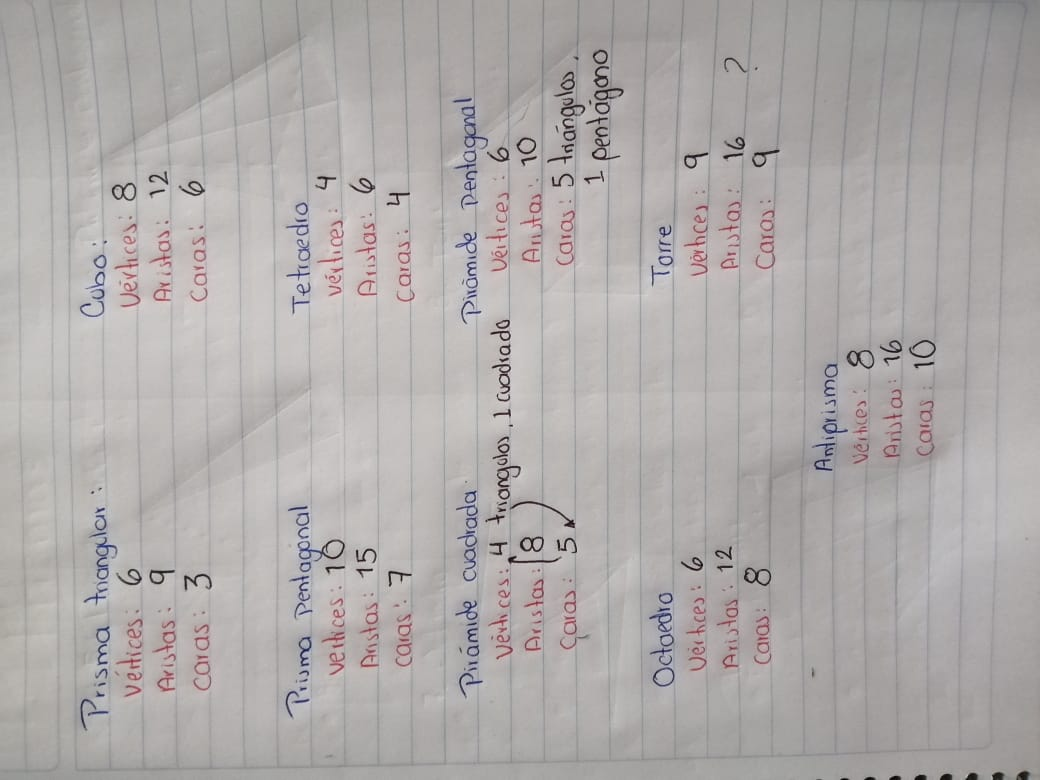 Prisma triangular:
Vértices: 6
Aristas: 9
Caras: 3
Cubo:
Vértices: 8
Aristas: 12
Caras: 6
Prisma pentagonal
Vertices: 10
Aristas: 15
Caras: 7
Tetraedro
Vértices: 4
Aristas: 6
Caras: 4
Pirámide cuadrada
Vértices: 4 triangulos, 1 cuadrado
Aristas: 8
Caras: 5
Pirámide pentagonal
Vértices: 6
Aristas: 10
Caras: 5 triángulos,
1 pentágono
Octaedro
Vértices: 6
Aristas: 12
Caras: 8
Torre
Vértices: 9
Aristas: 16 ?
Caras: 9
Antiprisma
Vértices: 8
Aristas: 16
Caras: 10